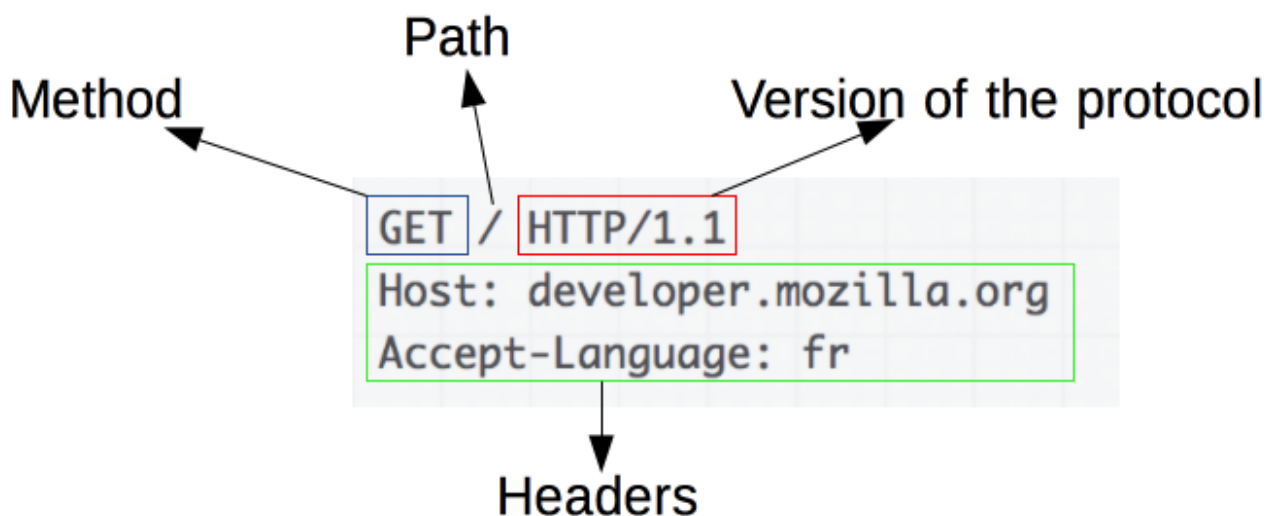 Path
Method
Version of the protocol
GET / HTTP/1.1
Host: developer.mozilla.org
Accept-Language: fr
Headers